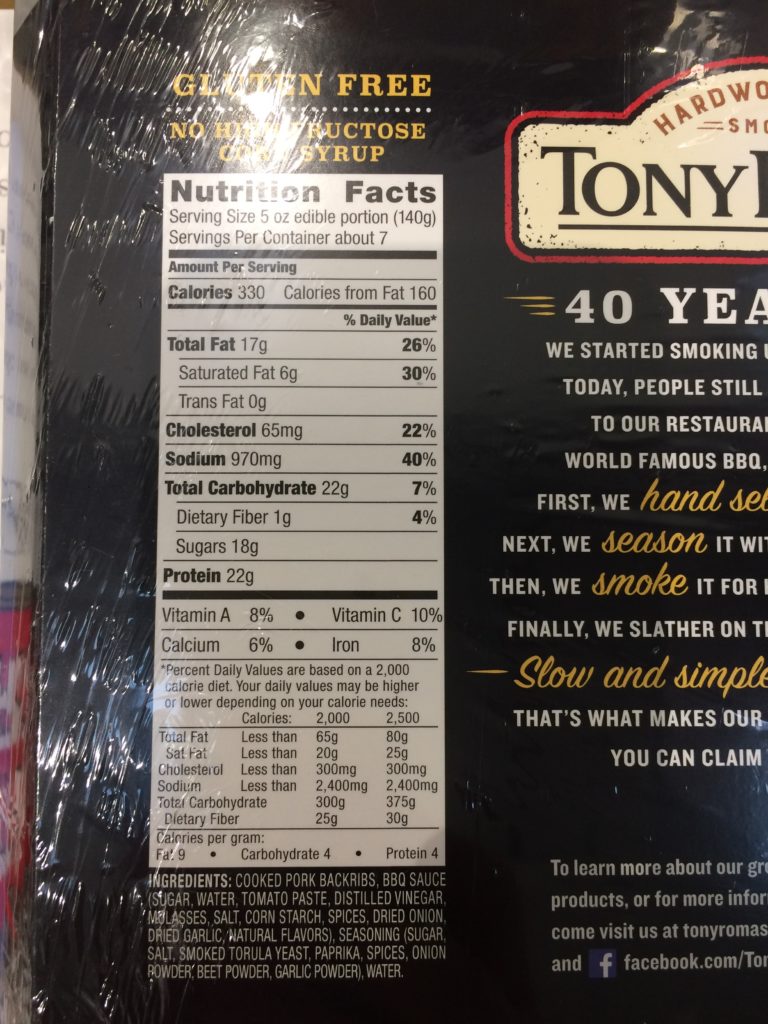 GLUTEN FREE
NO HIGH FRUCTOSE
CORN SYRUP
Nutrition Facts
Serving Size 5 oz edible portion (140g)
Servings Per Container about 7
Amount Per Serving
Calories 330 Calories from Fat 160
% Daily Value*
Total Fat 17g 26%
Saturated Fat 6g 30%
Trans Fat 0g
Cholesterol 65mg 22%
Sodium 970mg 40%
Total Carbohydrate 22g 7%
Dietary Fiber 1g 4%
Sugars 18g
Protein 22g
Vitamin A 8% • Vitamin C 10%
Calcium 6% • Iron 8%
*Percent Daily Values are based on a 2,000
calorie diet. Your daily values may be higher
or lower depending on your calorie needs:
Calories: 2,000 2,500
Total Fat Less than 65g 80g
Sat Fat Less than 20g 25g
Cholesterol Less than 300mg 300mg
Sodium Less than 2,400mg 2,400mg
Total Carbohydrate 300g 375g
Dietary Fiber 25g 30g
Calories per gram:
Fat 9 • Carbohydrate 4 • Protein 4
INGREDIENTS: COOKED PORK BACKRIBS, BBQ SAUCE
(SUGAR, WATER, TOMATO PASTE, DISTILLED VINEGAR,
MOLASSES, SALT, CORN STARCH, SPICES, DRIED ONION,
DRIED GARLIC, NATURAL FLAVORS), SEASONING (SUGAR,
SALT, SMOKED TORULA YEAST, PAPRIKA, SPICES, ONION
POWDER, BEET POWDER, GARLIC POWDER), WATER.
HARDWO
SMO
TONY
40 YEA
WE STARTED SMOKING
TODAY, PEOPLE STILL
TO OUR RESTAURA
WORLD FAMOUS BBQ,
FIRST, WE hand sel
NEXT, WE season IT WIT
THEN, WE smoke IT FOR
FINALLY, WE SLATHER ON T
Slow and simple
THAT'S WHAT MAKES OUR
YOU CAN CLAIM
To learn more about our gre
products, or for more infor
come visit us at tonyromas
and f facebook.com/Ton